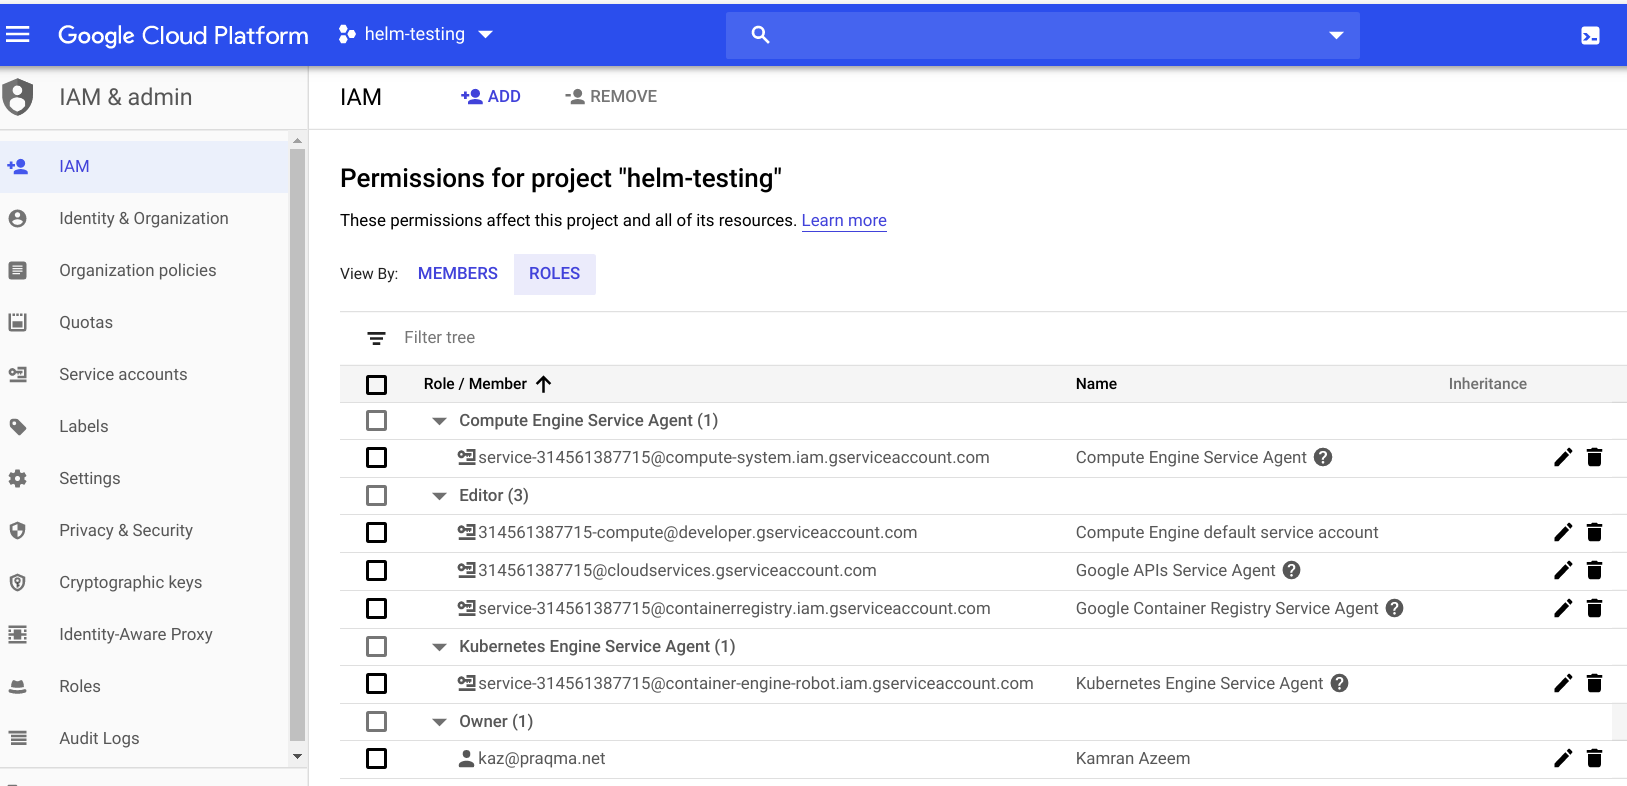 Google Cloud Platform
helm-testing
IAM & admin
IAM
ADD
REMOVE
IAM
Identity & Organization
Organization policies
Quotas
Service accounts
Labels
Settings
Privacy & Security
Cryptographic keys
Identity-Aware Proxy
Roles
Audit Logs
Permissions for project "helm-testing"
These permissions affect this project and all of its resources. Learn more
View By: MEMBERS ROLES
Filter tree
Role / Member Name Inheritance
Compute Engine Service Agent (1)
service-314561387715@compute-system.iam.gserviceaccount.com Compute Engine Service Agent
Editor (3)
314561387715-compute@developer.gserviceaccount.com Compute Engine default service account
314561387715@cloudservices.gserviceaccount.com Google APIs Service Agent
service-314561387715@containerregistry.iam.gserviceaccount.com Google Container Registry Service Agent
Kubernetes Engine Service Agent (1)
service-314561387715@container-engine-robot.iam.gserviceaccount.com Kubernetes Engine Service Agent
Owner (1)
kaz@praqma.net Kamran Azeem